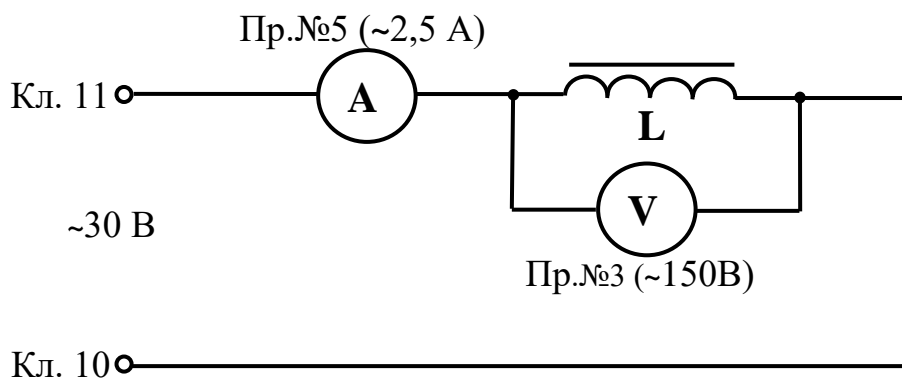 Пр.№5 (~2,5 А)
Кл. 11
A
L
V
~30 В
Пр.№3 (~150В)
Кл. 10